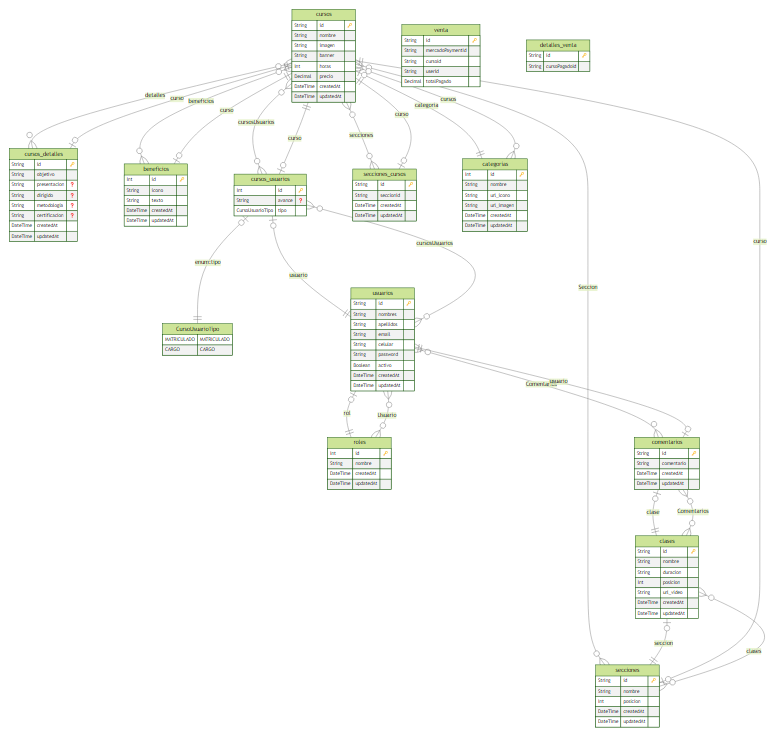 cursos
String id
String nombre
String imagen
String banner
Int horas
Decimal precio
DateTime createdAt
DateTime updatedAt
venta
String id
String mercadoPaymentId
String cursoId
String userId
Decimal totalPagado
detalles_venta
String id
String cursoPagadoId
detalles
curso
beneficios
curso
cursosUsuarios
curso
secciones
curso
categoria
cursos
cursos_detalles
String id
String objetivo
String presentacion
String dirigido
String metodologia
String certificacion
DateTime createdAt
DateTime updatedAt
beneficios
Int id
String icono
String texto
DateTime createdAt
DateTime updatedAt
cursos_usuarios
Int id
String avance
CursoUsuarioTipo tipo
secciones_cursos
String id
String seccionId
DateTime createdAt
DateTime updatedAt
categorias
Int id
String nombre
String url_icono
String url_imagen
DateTime createdAt
DateTime updatedAt
enum:tipo
usuario
cursosUsuarios
Seccion
curso
CursoUsuarioTipo
MATRICULADO MATRICULADO
CARGO CARGO
usuarios
String id
String nombres
String apellidos
String email
String celular
String password
Boolean activo
DateTime createdAt
DateTime updatedAt
rol
Usuario
Comentarios
usuario
roles
Int id
String nombre
DateTime createdAt
DateTime updatedAt
comentarios
String id
String comentario
DateTime createdAt
DateTime updatedAt
clase
Comentarios
clases
String id
String nombre
String duracion
Int posicion
String url_video
DateTime createdAt
DateTime updatedAt
seccion
clases
secciones
String id
String nombre
Int posicion
DateTime createdAt
DateTime updatedAt